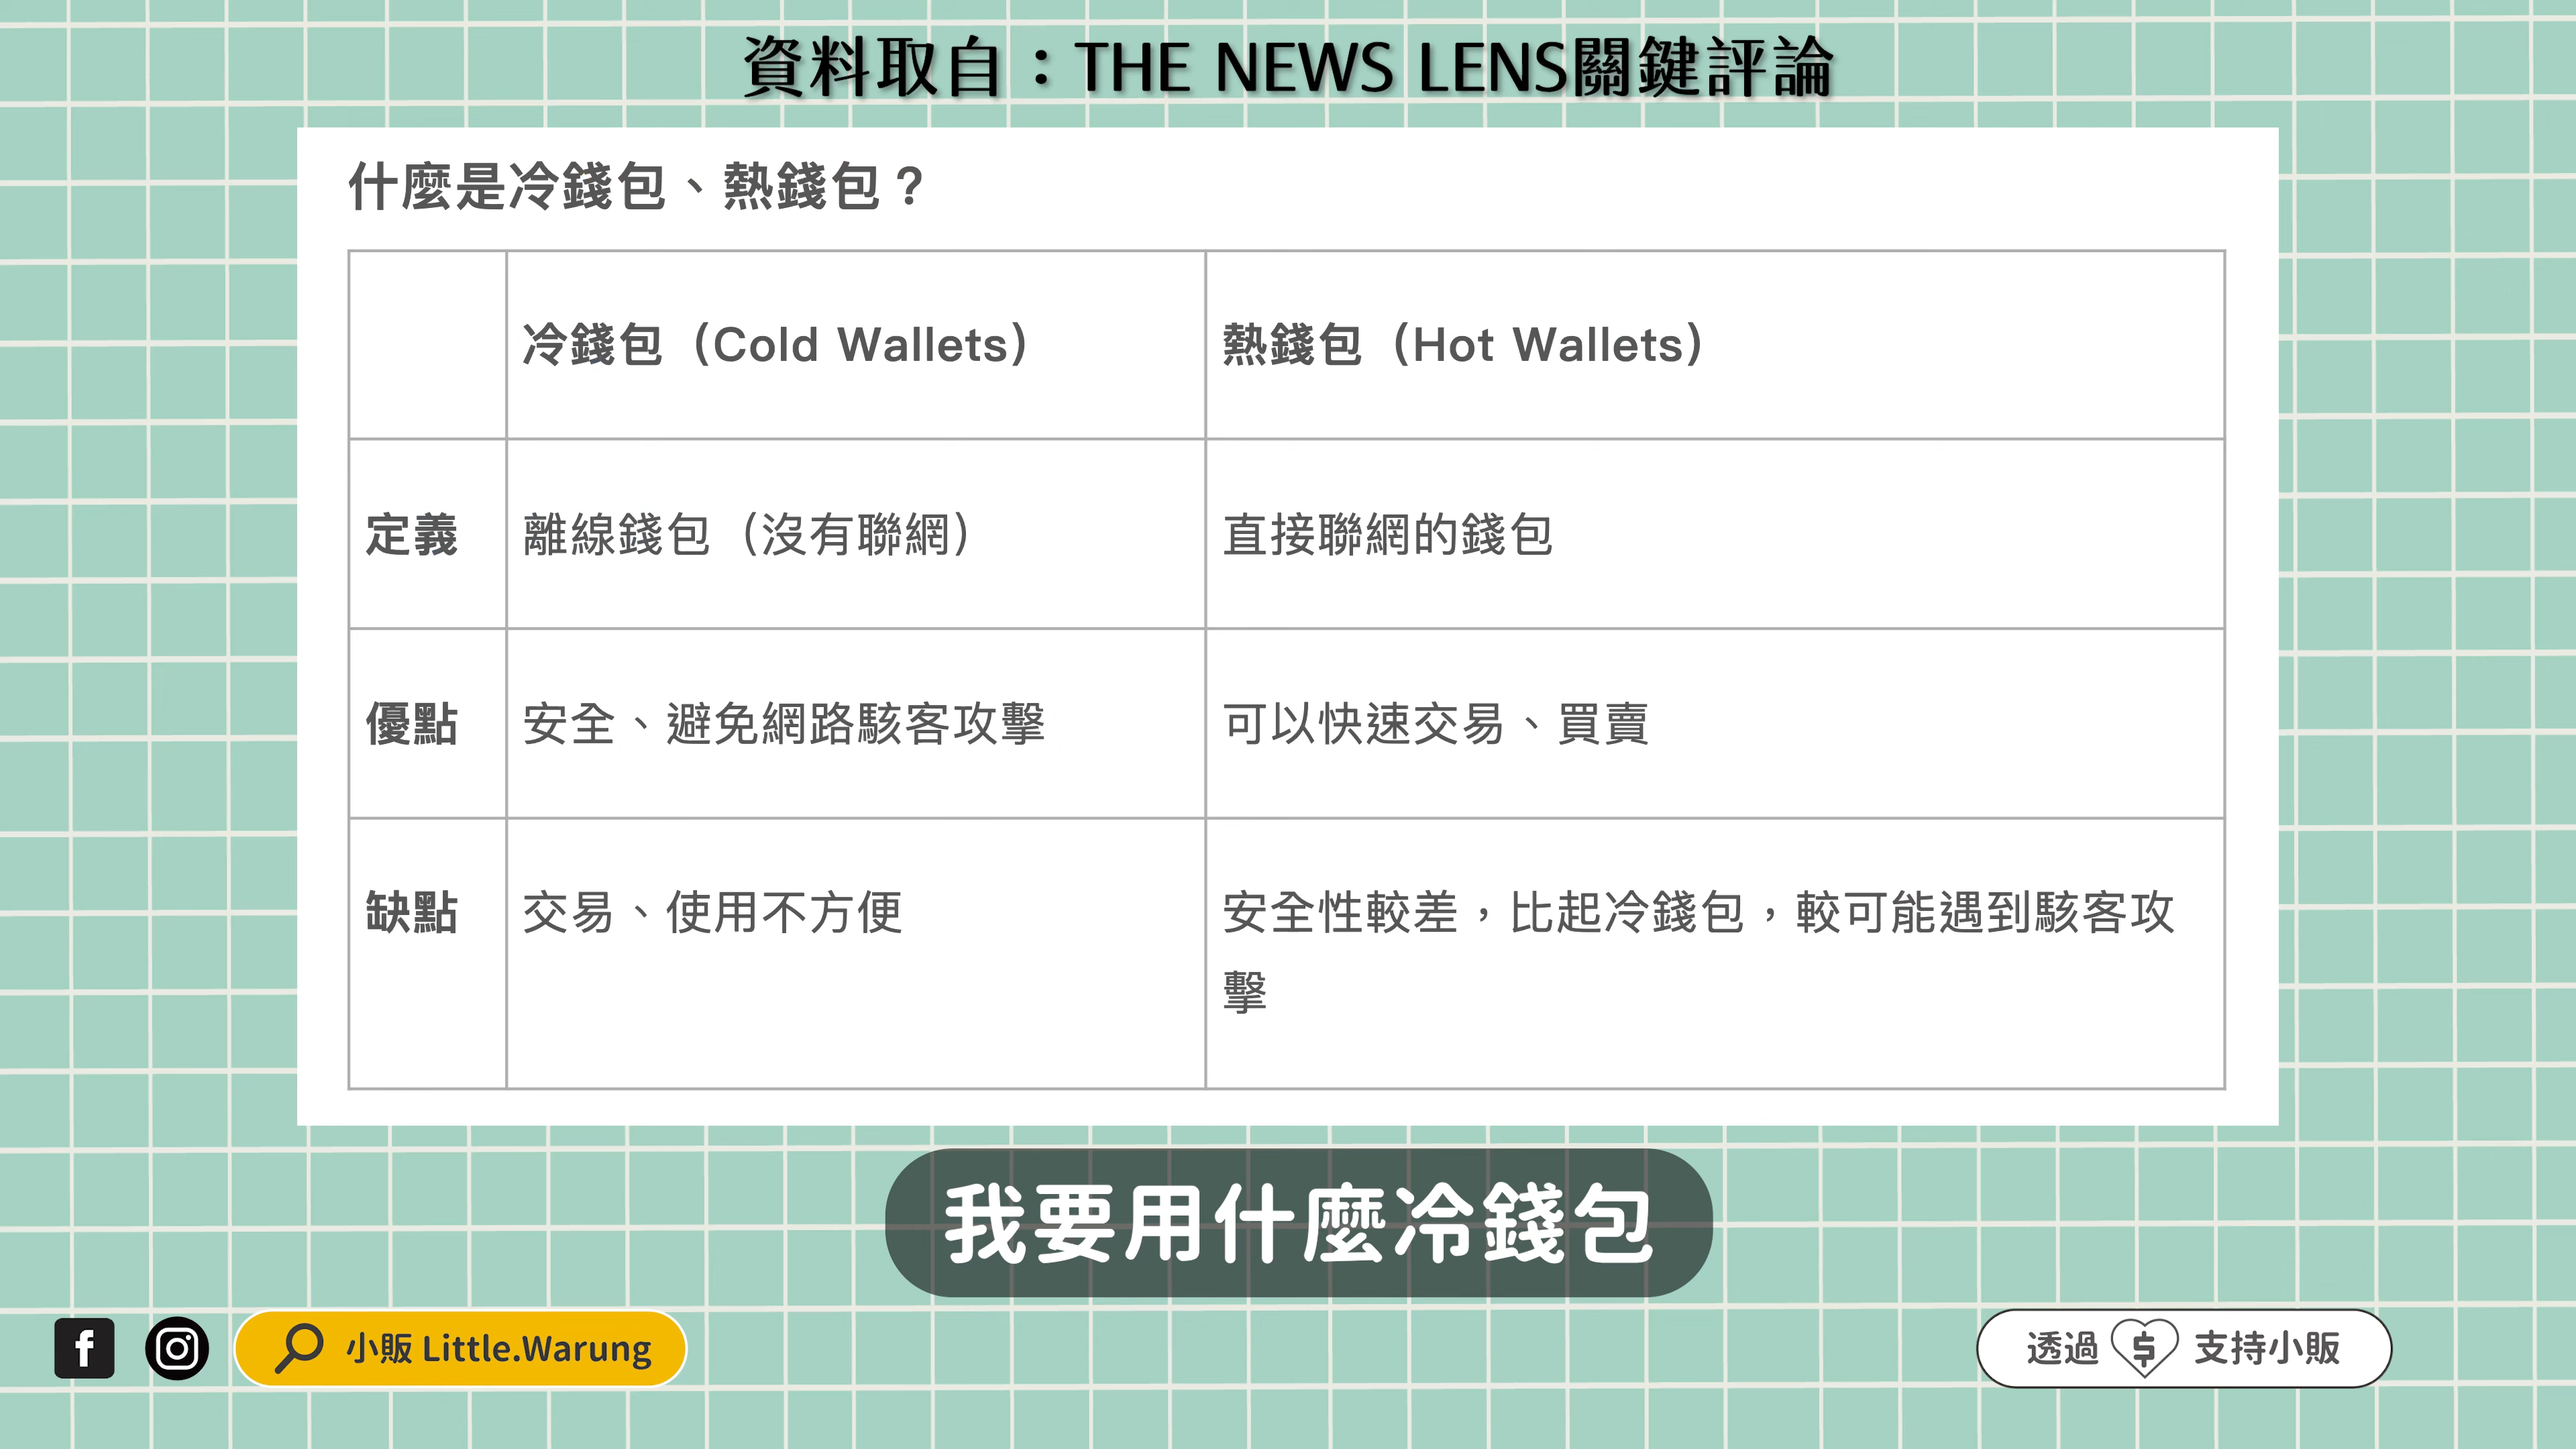 資料取自：THE NEWS LENS關鍵評論
什麼是冷錢包、熱錢包？
冷錢包（Cold Wallets）
熱錢包（Hot Wallets）
定義
離線錢包（沒有聯網）
直接聯網的錢包
優點
安全、避免網路駭客攻擊
可以快速交易、買賣
缺點
交易、使用不方便
安全性較差，比起冷錢包，較可能遇到駭客攻
擊
我要用什麼冷錢包
小販 Little.Warung
透過 $ 支持小販